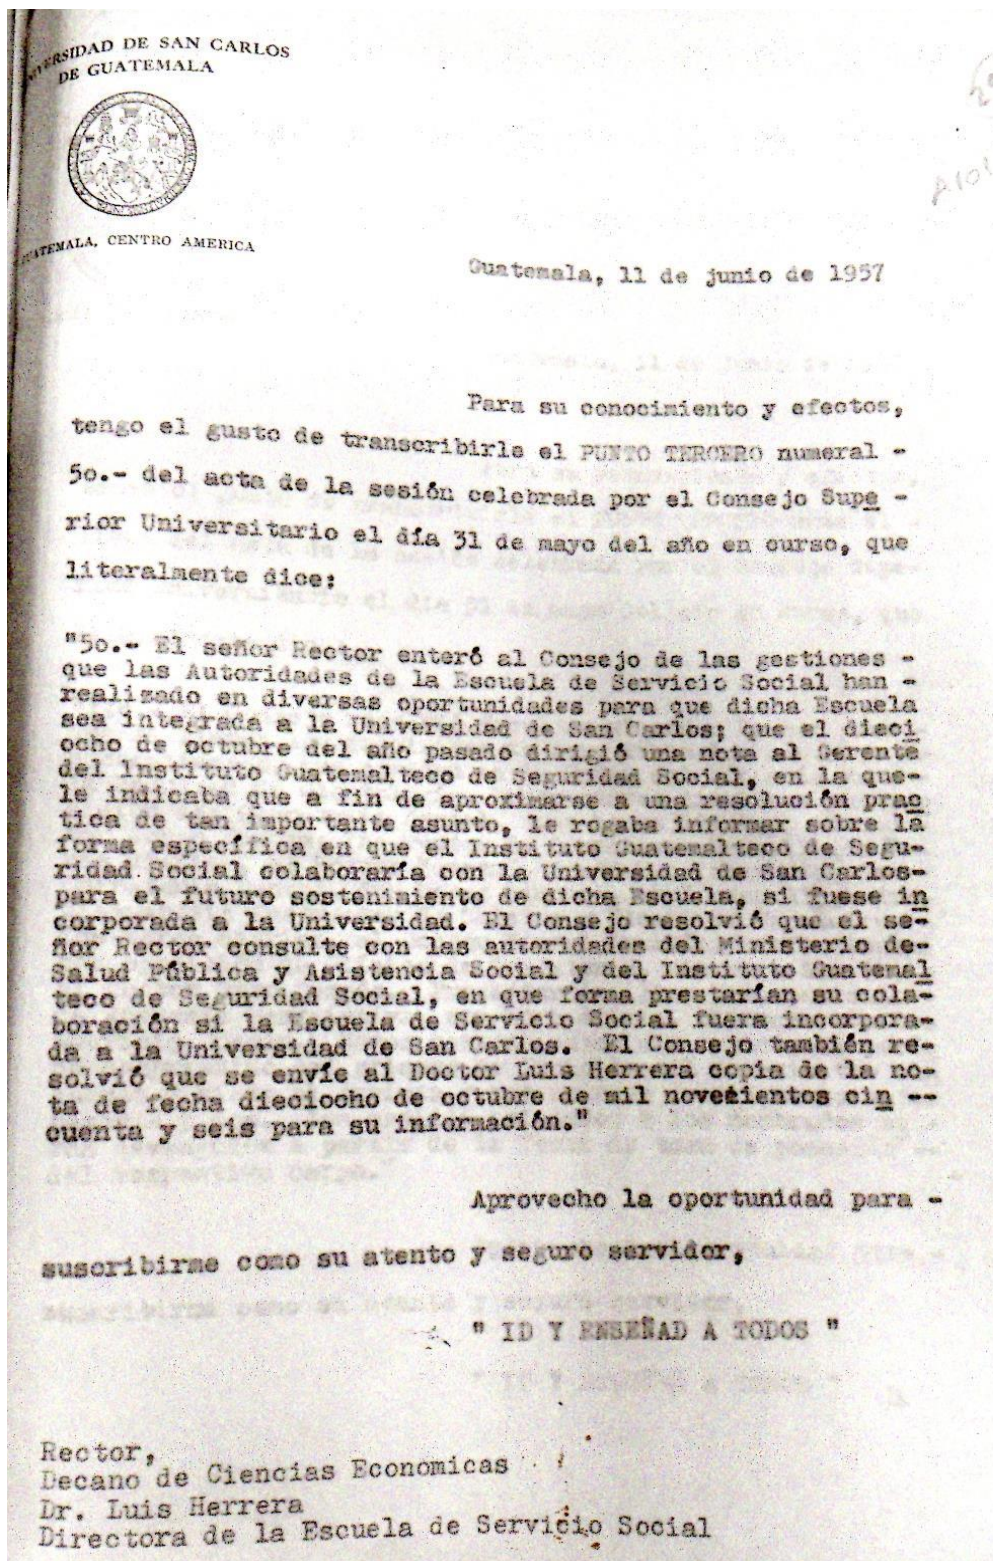 UNIVERSIDAD DE SAN CARLOS
DE GUATEMALA
GUATEMALA, CENTRO AMERICA
Guatemala, 11 de junio de 1957
Para su conocimiento y efectos,
tengo el gusto de transcribirle el PUNTO TERCERO numeral -
5o.- del acta de la sesión celebrada por el Consejo Supe -
rior Universitario el día 31 de mayo del año en curso, que
literalmente dice:
"5o.- El señor Rector enteró al Consejo de las gestiones -
que las Autoridades de la Escuela de Servicio Social han -
realizado en diversas oportunidades para que dicha Escuela
sea integrada a la Universidad de San Carlos; que el dieci
ocho de octubre del año pasado dirigió una nota al Gerente
del Instituto Guatemalteco de Seguridad Social, en la que-
le indicaba que a fin de aproximarse a una resolución prac
tica de tan importante asunto, le rogaba informar sobre la
forma específica en que el Instituto Guatemalteco de Segu-
ridad Social colaboraría con la Universidad de San Carlos-
para el futuro sostenimiento de dicha Escuela, si fuese in
corporada a la Universidad. El Consejo resolvió que el se-
ñor Rector consulte con las autoridades del Ministerio de-
Salud Pública y Asistencia Social y del Instituto Guatemal
teco de Seguridad Social, en que forma prestarían su cola-
boración si la Escuela de Servicio Social fuera incorpora-
da a la Universidad de San Carlos. El Consejo también re-
solvió que se envíe al Doctor Luis Herrera copia de la no-
ta de fecha dieciocho de octubre de mil novecientos cin --
cuenta y seis para su información."
Aprovecho la oportunidad para -
suscribirme como su atento y seguro servidor,
" ID Y ENSEÑAD A TODOS "
Rector,
Decano de Ciencias Economicas
Dr. Luis Herrera
Directora de la Escuela de Servicio Social